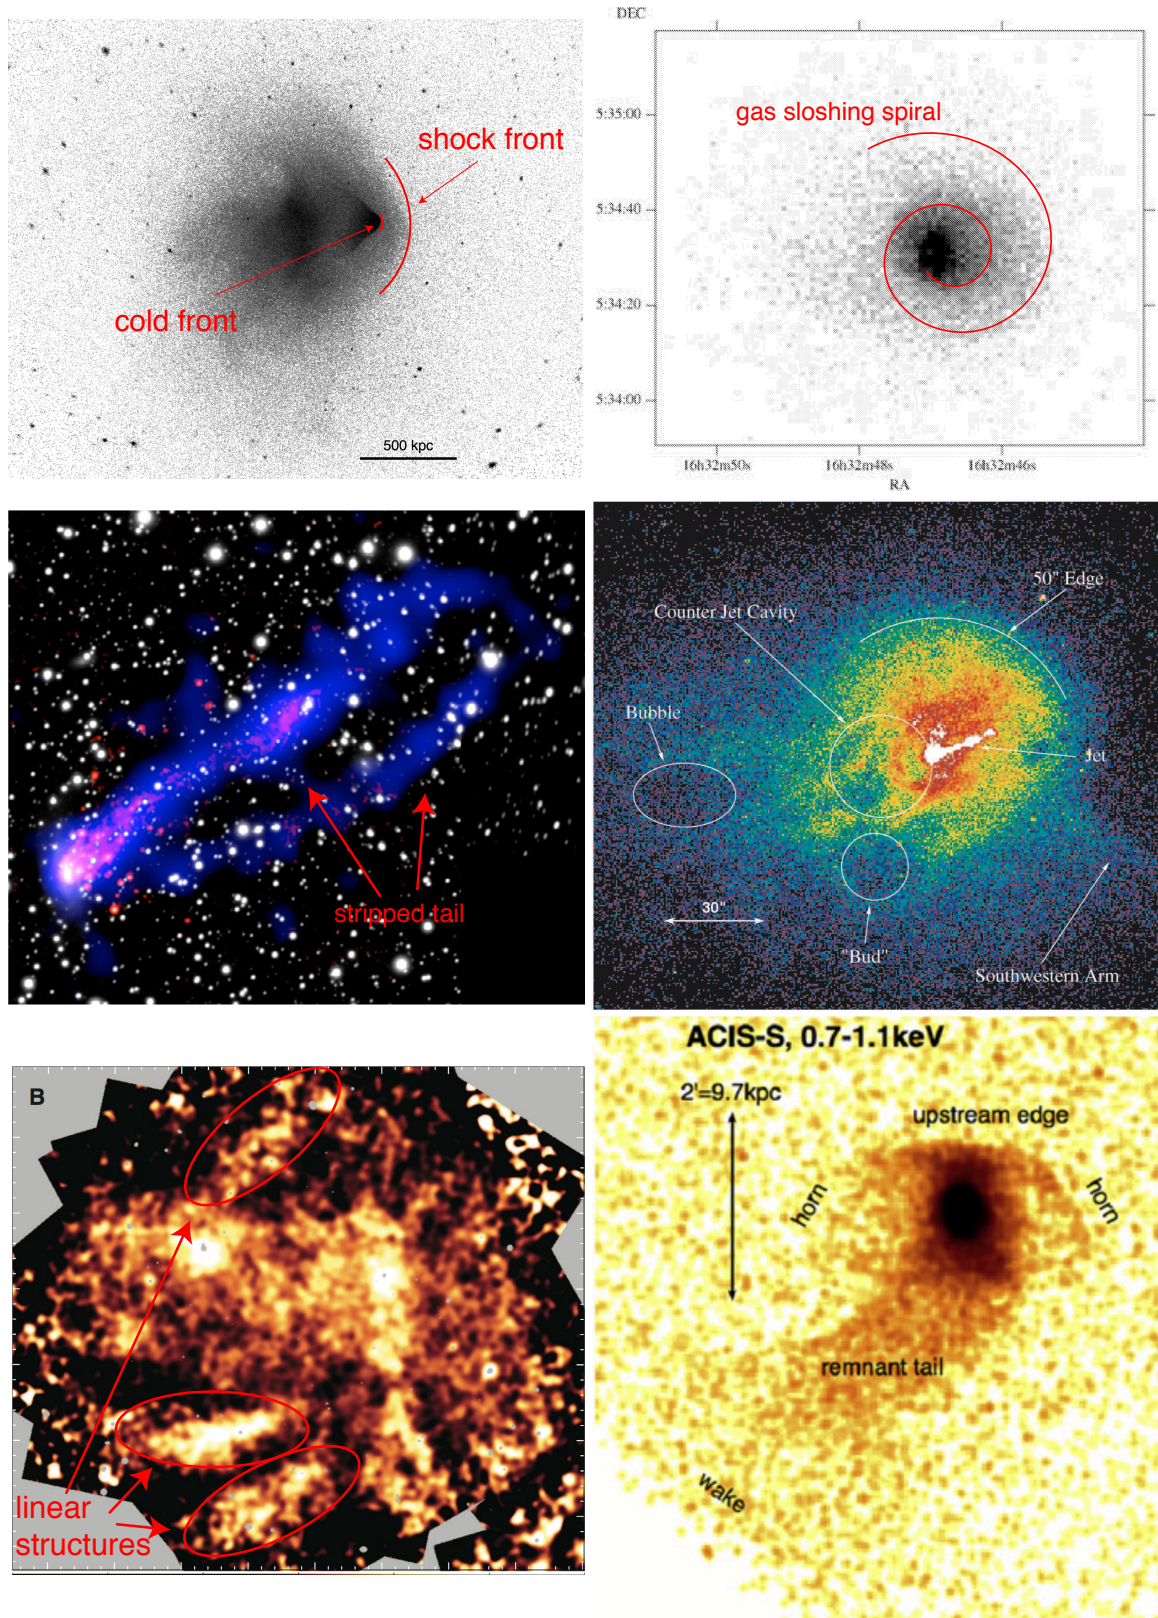 shock front
cold front
500 kpc
DEC
5:35:00
gas sloshing spiral
5:34:40
5:34:20
5:34:00
16h32m50s
16h32m48s
16h32m46s
RA
stripped tail
50" Edge
Counter Jet Cavity
Bubble
Jet
30"
"Bud"
Southwestern Arm
B
linear
structures
ACIS-S, 0.7-1.1keV
2'=9.7kpc
upstream edge
horn
horn
remnant tail
wake